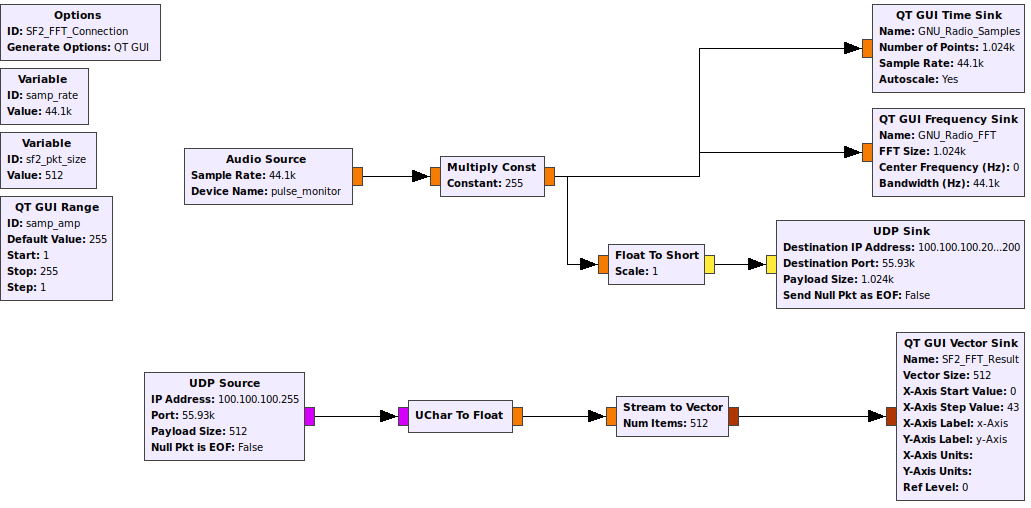 Options
ID: SF2_FFT_Connection
Generate Options: QT GUI
Variable
ID: samp_rate
Value: 44.1k
Variable
ID: sf2_pkt_size
Value: 512
QT GUI Range
ID: samp_amp
Default Value: 255
Start: 1
Stop: 255
Step: 1
Audio Source
Sample Rate: 44.1k
Device Name: pulse_monitor
Multiply Const
Constant: 255
QT GUI Time Sink
Name: GNU_Radio_Samples
Number of Points: 1.024k
Sample Rate: 44.1k
Autoscale: Yes
QT GUI Frequency Sink
Name: GNU_Radio_FFT
FFT Size: 1.024k
Center Frequency (Hz): 0
Bandwidth (Hz): 44.1k
Float To Short
Scale: 1
UDP Sink
Destination IP Address: 100.100.100.20...200
Destination Port: 55.93k
Payload Size: 1.024k
Send Null Pkt as EOF: False
UDP Source
IP Address: 100.100.100.255
Port: 55.93k
Payload Size: 512
Null Pkt is EOF: False
UChar To Float
Stream to Vector
Num Items: 512
QT GUI Vector Sink
Name: SF2_FFT_Result
Vector Size: 512
X-Axis Start Value: 0
X-Axis Step Value: 43
X-Axis Label: x-Axis
Y-Axis Label: y-Axis
X-Axis Units:
Y-Axis Units:
Ref Level: 0